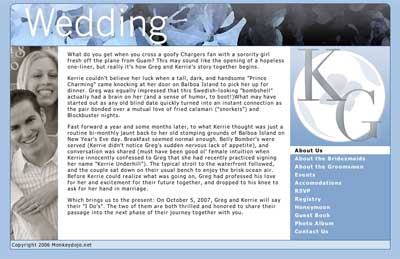 Wedding
What do you get when you cross a goofy Chargers fan with a sorority girl
fresh off the plane from Guam? This may sound like the opening of a hopeless
one-liner, but really it's how Greg and Kerrie's story together begins.
Kerrie couldn't believe her luck when a tall, dark, and handsome "Prince
Charming" came knocking at her door on Balboa Island to pick her up for
dinner. Greg was equally impressed that this Swedish-looking "bombshell"
actually had a brain on her (and a sense of humor, to boot!)What may have
started out as any old blind date quickly turned into an instant connection as
the pair bonded over a mutual love of fried calamari ("snorkels") and
Blockbuster nights.
Fast forward a year and some months later, to what Kerrie thought was just a
routine bi-monthly jaunt back to her old stomping grounds of Balboa Island on
New Year's Eve day. Breakfast seemed normal enough. Belly Bomber's were
served (Kerrie didn't notice Greg's sudden nervous lack of appetite), and
conversation was shared (must have been good ol' female intuition when
Kerrie innocently confessed to Greg that she had recently practiced signing
her name "Kerrie Underhill"). The typical stroll to the waterfront followed,
and the couple sat down on their usual bench to enjoy the brisk ocean air.
Before Kerrie could realize what was going on, Greg had professed his love
for her and excitement for their future together, and dropped to his knee to
ask for her hand in marriage.
Which brings us to the present: On October 5, 2007, Greg and Kerrie will say
their "I Do's". The two of them are both thrilled and honored to share their
passage into the next phase of their journey together with you.
K
G
About Us
About the Bridesmaids
About the Groomsmen
Events
Accomodations
RSVP
Registry
Honeymoon
Guest Book
Photo Album
Contact Us
Copyright 2006 Monkeydojo.net